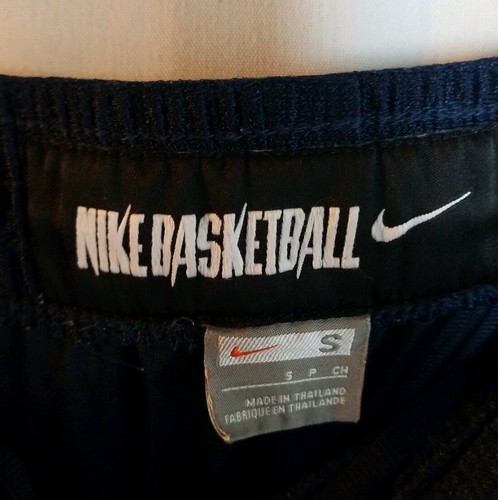 NIKE BASKETBALL
S
S P CH
MADE IN THAILAND
FABRIQUE EN THAILANDE